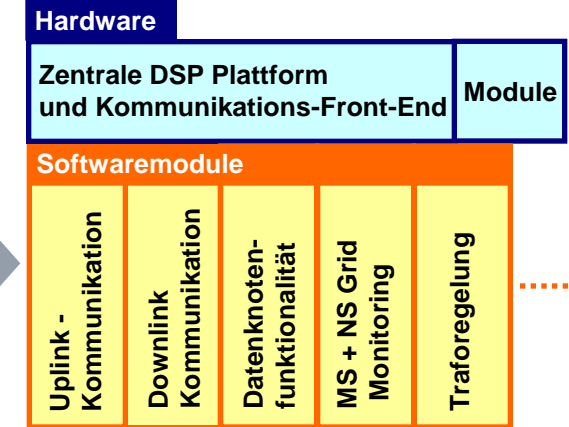 Hardware
Zentrale DSP Plattform
und Kommunikations-Front-End
Module
Softwaremodule
Uplink -
Kommunikation
Downlink
Kommunikation
Datenknoten-
funktionalität
MS + NS Grid
Monitoring
Traforegelung